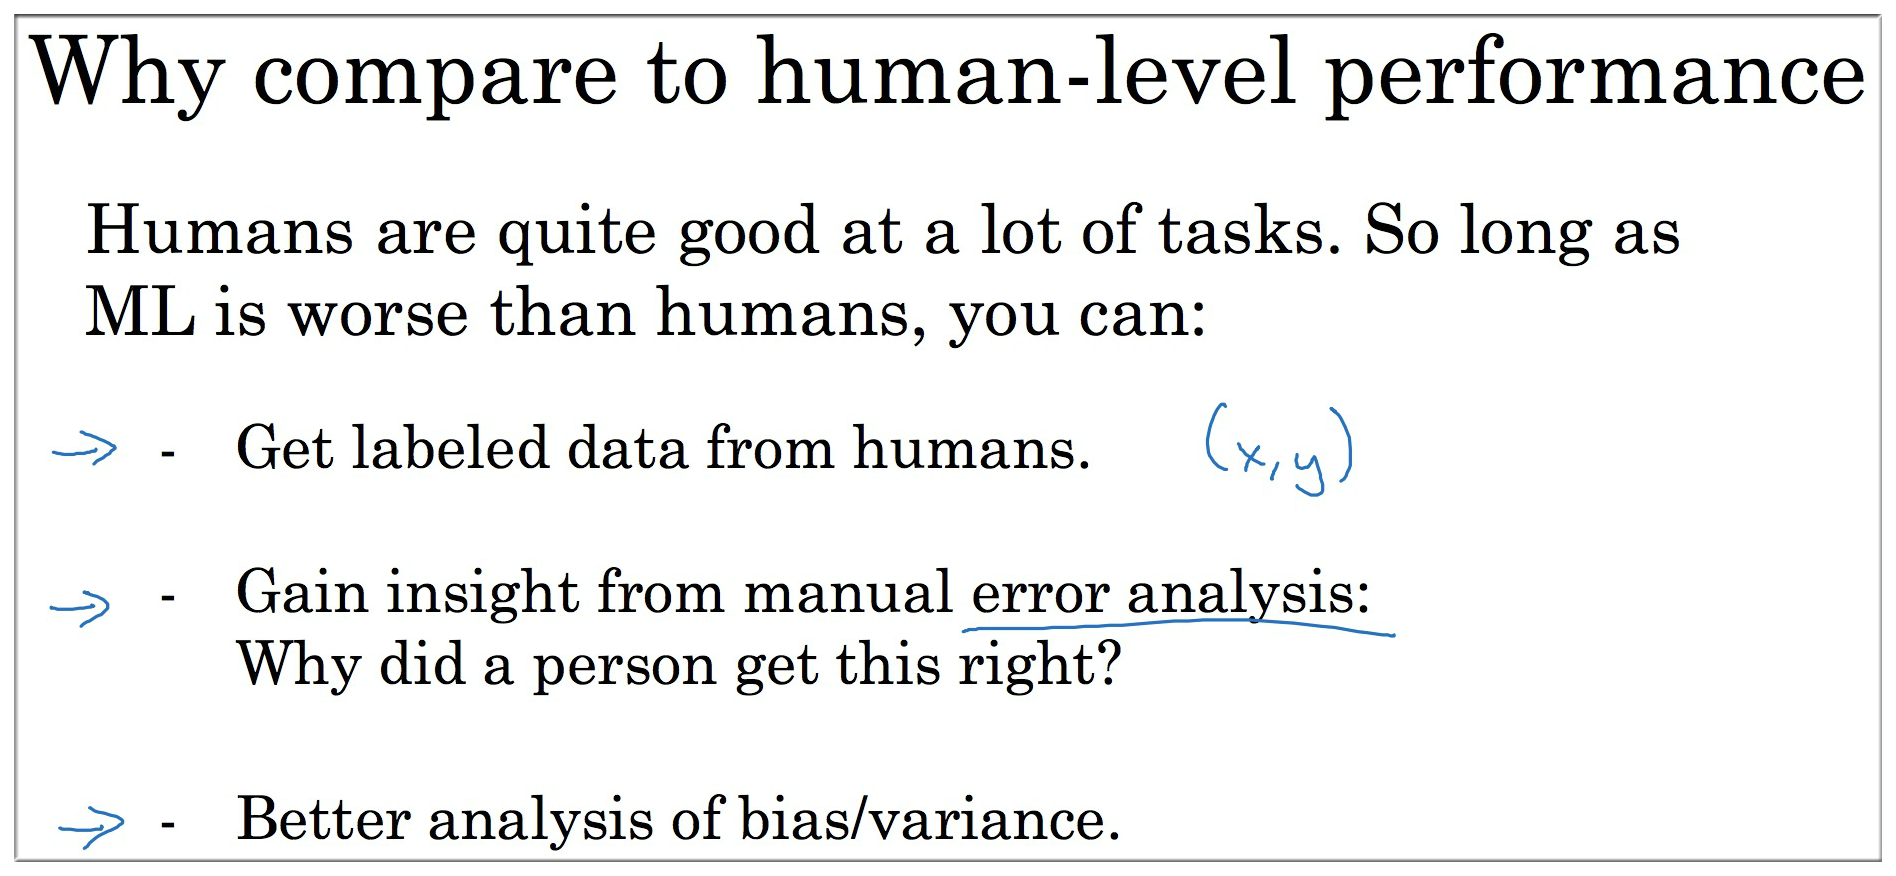 Why compare to human-level performance
Humans are quite good at a lot of tasks. So long as
ML is worse than humans, you can:
- Get labeled data from humans. (x,y)
- Gain insight from manual error analysis:
Why did a person get this right?
- Better analysis of bias/variance.